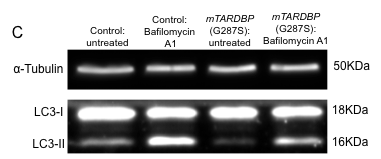 C
Control:
untreated
Control:
Bafilomycin
A1
mTARDBP
(G287S):
untreated
mTARDBP
(G287S):
Bafilomycin A1
α-Tubulin
50KDa
LC3-I
18KDa
LC3-II
16KDa